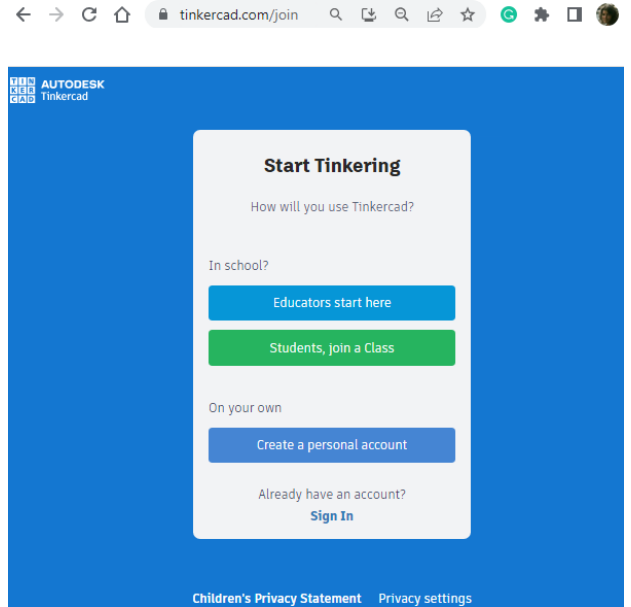 tinkercad.com/join
TIN
KER
CAD
AUTODESK
Tinkercad
Start Tinkering
How will you use Tinkercad?
In school?
Educators start here
Students, join a Class
On your own
Create a personal account
Already have an account?
Sign In
Children's Privacy Statement Privacy settings